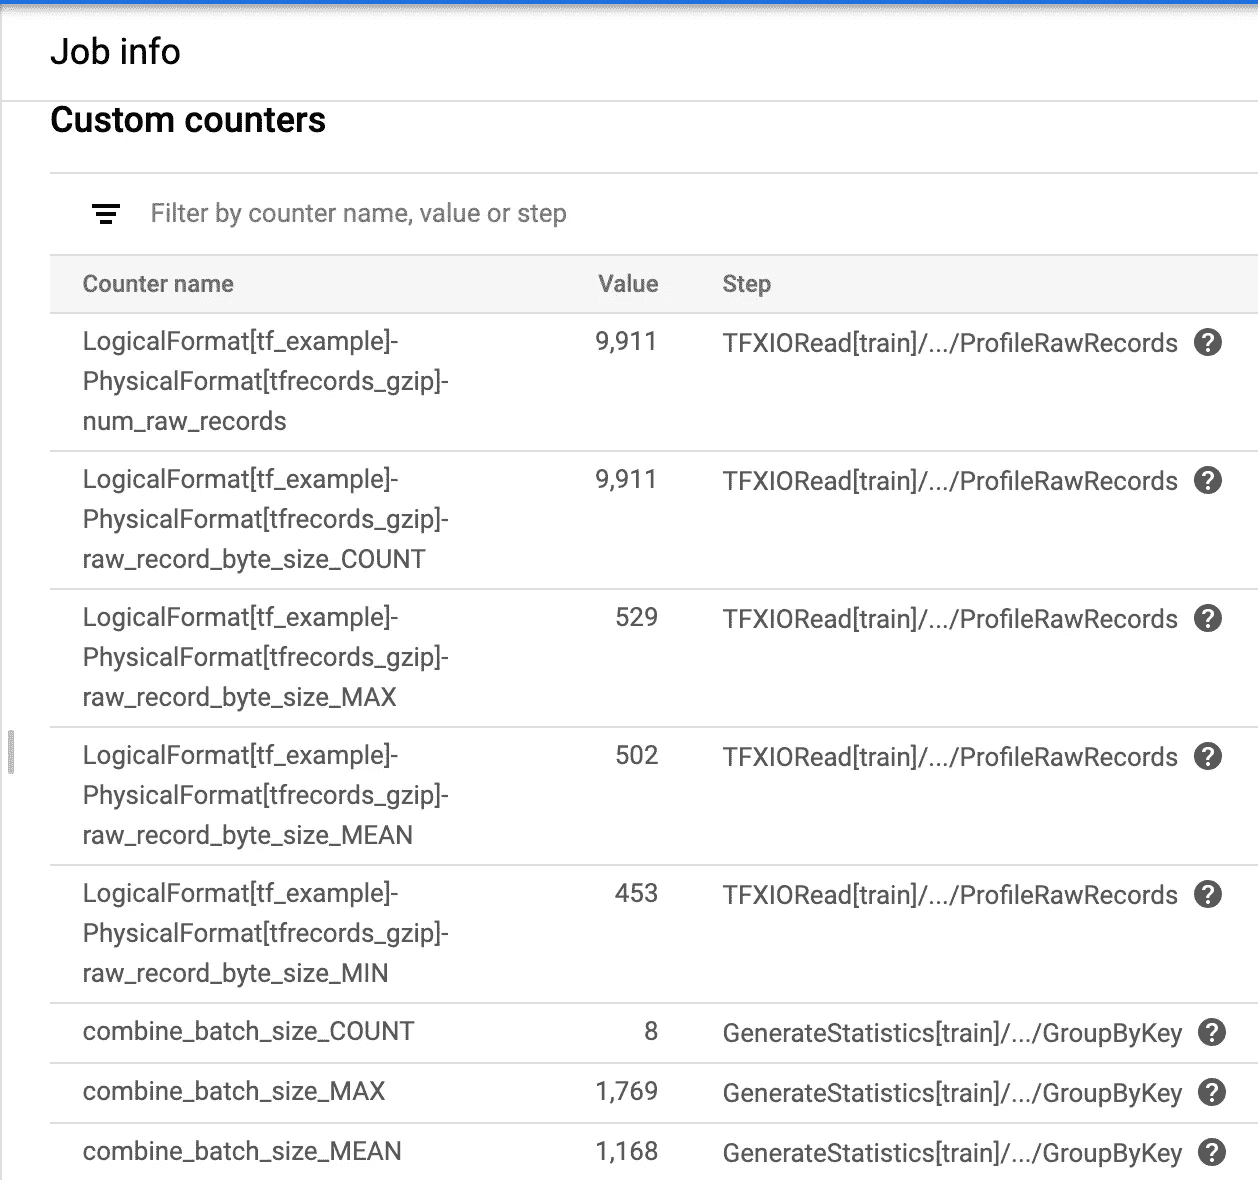 Job info
Custom counters
Filter by counter name, value or step
Counter name Value Step
LogicalFormat[tf_example]- 9,911 TFXIORead[train]/.../ProfileRawRecords ?
PhysicalFormat[tfrecords_gzip]-
num_raw_records
LogicalFormat[tf_example]- 9,911 TFXIORead[train]/.../ProfileRawRecords ?
PhysicalFormat[tfrecords_gzip]-
raw_record_byte_size_COUNT
LogicalFormat[tf_example]- 529 TFXIORead[train]/.../ProfileRawRecords ?
PhysicalFormat[tfrecords_gzip]-
raw_record_byte_size_MAX
LogicalFormat[tf_example]- 502 TFXIORead[train]/.../ProfileRawRecords ?
PhysicalFormat[tfrecords_gzip]-
raw_record_byte_size_MEAN
LogicalFormat[tf_example]- 453 TFXIORead[train]/.../ProfileRawRecords ?
PhysicalFormat[tfrecords_gzip]-
raw_record_byte_size_MIN
combine_batch_size_COUNT 8 GenerateStatistics[train]/.../GroupByKey ?
combine_batch_size_MAX 1,769 GenerateStatistics[train]/.../GroupByKey ?
combine_batch_size_MEAN 1,168 GenerateStatistics[train]/.../GroupByKey ?